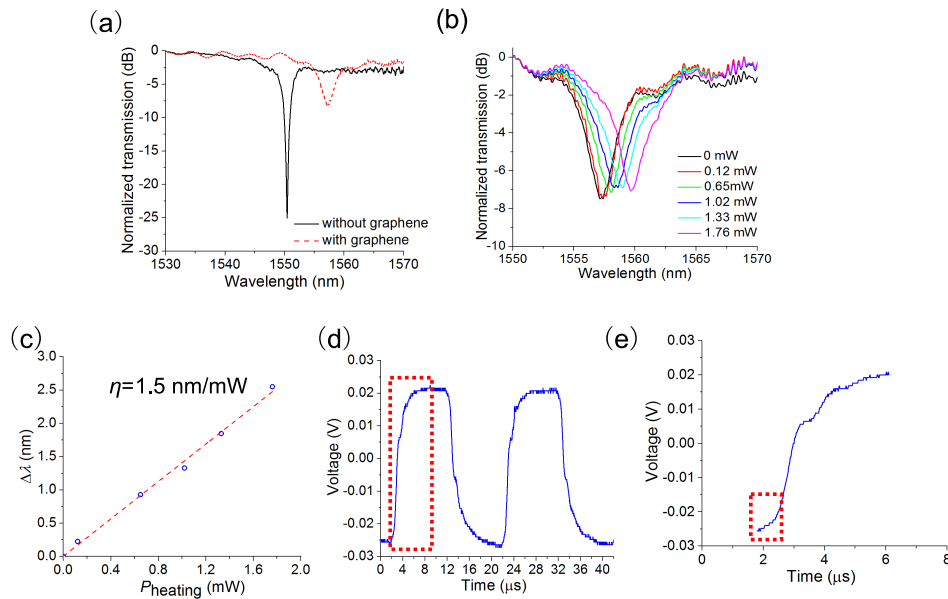 (a)
Normalized transmission (dB)
0
-5
-10
-15
-20
-25
-30
without graphene
with graphene
1530
1540
1550
1560
1570
Wavelength (nm)
(b)
Normalized transmission (dB)
0
-2
-4
-6
-8
-10
0 mW
0.12 mW
0.65mW
1.02 mW
1.33 mW
1.76 mW
1550
1555
1560
1565
1570
Wavelength (nm)
(c)
η=1.5 nm/mW
Δλ (nm)
3.0
2.5
2.0
1.5
1.0
0.5
0.0
0.0
0.4
0.8
1.2
1.6
2.0
Pheating (mW)
(d)
Voltage (V)
0.03
0.02
0.01
0.00
-0.01
-0.02
-0.03
0
4
8
12
16
20
24
28
32
36
40
Time (μs)
(e)
Voltage (V)
0.03
0.02
0.01
0.00
-0.01
-0.02
-0.03
0
2
4
6
8
Time (μs)